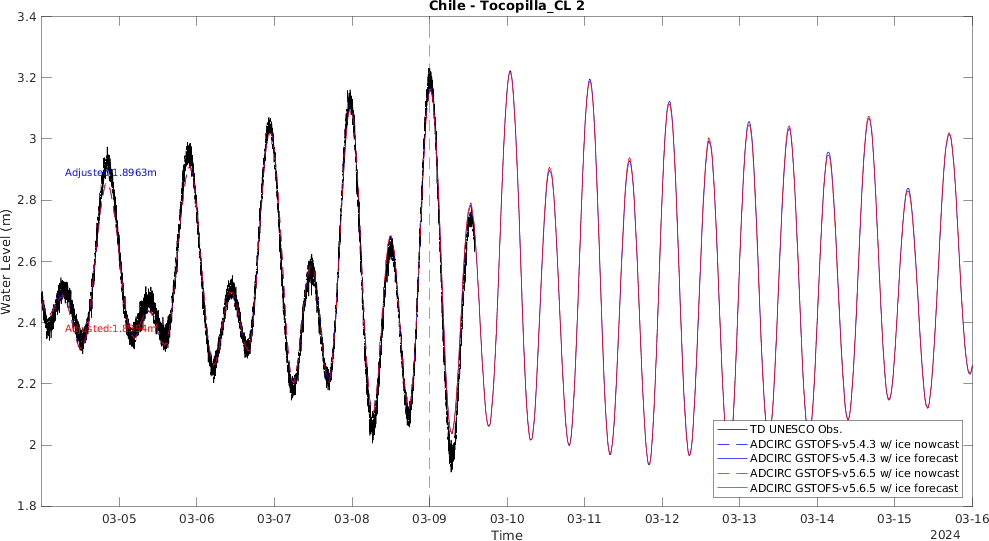 Chile - Tocopilla_CL 2
3.4
3.2
3
2.8
2.6
2.4
2.2
2
1.8
Water Level (m)
Adjusted:1.8963m
03-05
03-06
03-07
03-08
03-09
03-10
03-11
03-12
03-13
03-14
03-15
03-16
Time
2024
TD UNESCO Obs.
ADCIRC GSTOFS-v5.4.3 w/ ice nowcast
ADCIRC GSTOFS-v5.4.3 w/ ice forecast
ADCIRC GSTOFS-v5.6.5 w/ ice nowcast
ADCIRC GSTOFS-v5.6.5 w/ ice forecast